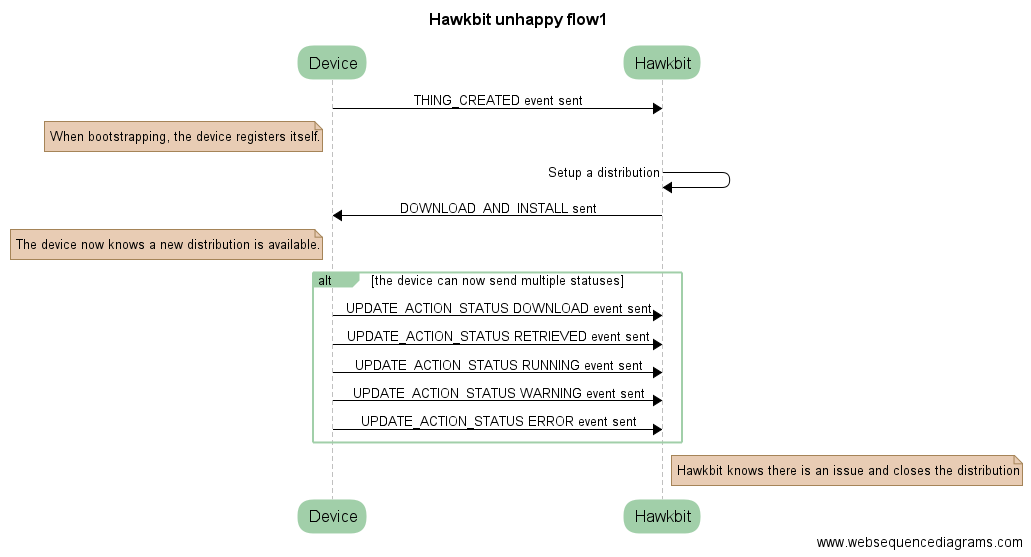 Hawkbit unhappy flow1
Device
Hawkbit
THING_CREATED event sent
When bootstrapping, the device registers itself.
Setup a distribution
DOWNLOAD_AND_INSTALL sent
The device now knows a new distribution is available.
alt
[the device can now send multiple statuses]
UPDATE_ACTION_STATUS DOWNLOAD event sent
UPDATE_ACTION_STATUS RETRIEVED event sent
UPDATE_ACTION_STATUS RUNNING event sent
UPDATE_ACTION_STATUS WARNING event sent
UPDATE_ACTION_STATUS ERROR event sent
Hawkbit knows there is an issue and closes the distribution
Device
Hawkbit
www.websequencediagrams.com